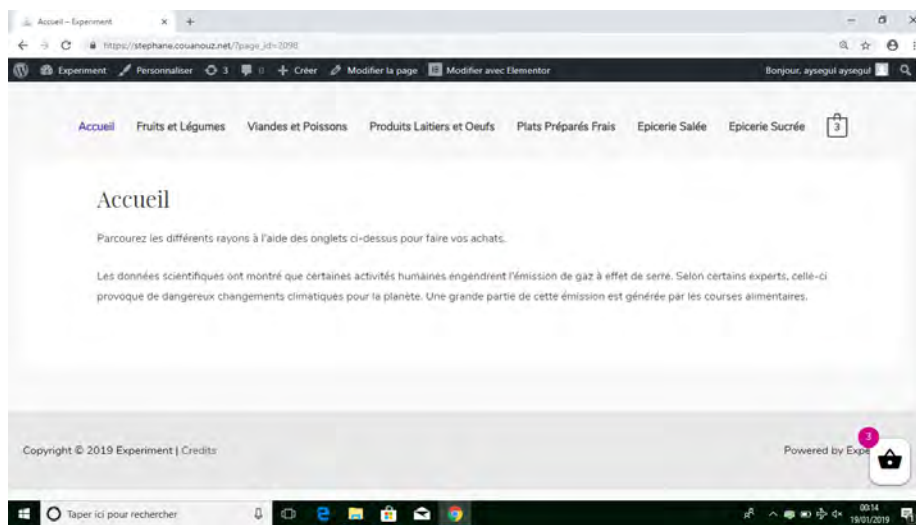 Accueil – Experiment
https://stephane.couanouz.net/?page_id=2098
Experiment Personnaliser 3 0 Créer Modifier la page Modifier avec Elementor Bonjour, aysegul aysegul
Accueil Fruits et Légumes Viandes et Poissons Produits Laitiers et Oeufs Plats Préparés Frais Epicerie Salée Epicerie Sucrée 3
Accueil
Parcourez les différents rayons à l'aide des onglets ci-dessus pour faire vos achats.
Les données scientifiques ont montré que certaines activités humaines engendrent l'émission de gaz à effet de serre. Selon certains experts, celle-ci
provoque de dangereux changements climatiques pour la planète. Une grande partie de cette émission est générée par les courses alimentaires.
3
Copyright © 2019 Experiment | Credits Powered by Expe
Taper ici pour rechercher
00:14
19/01/2019